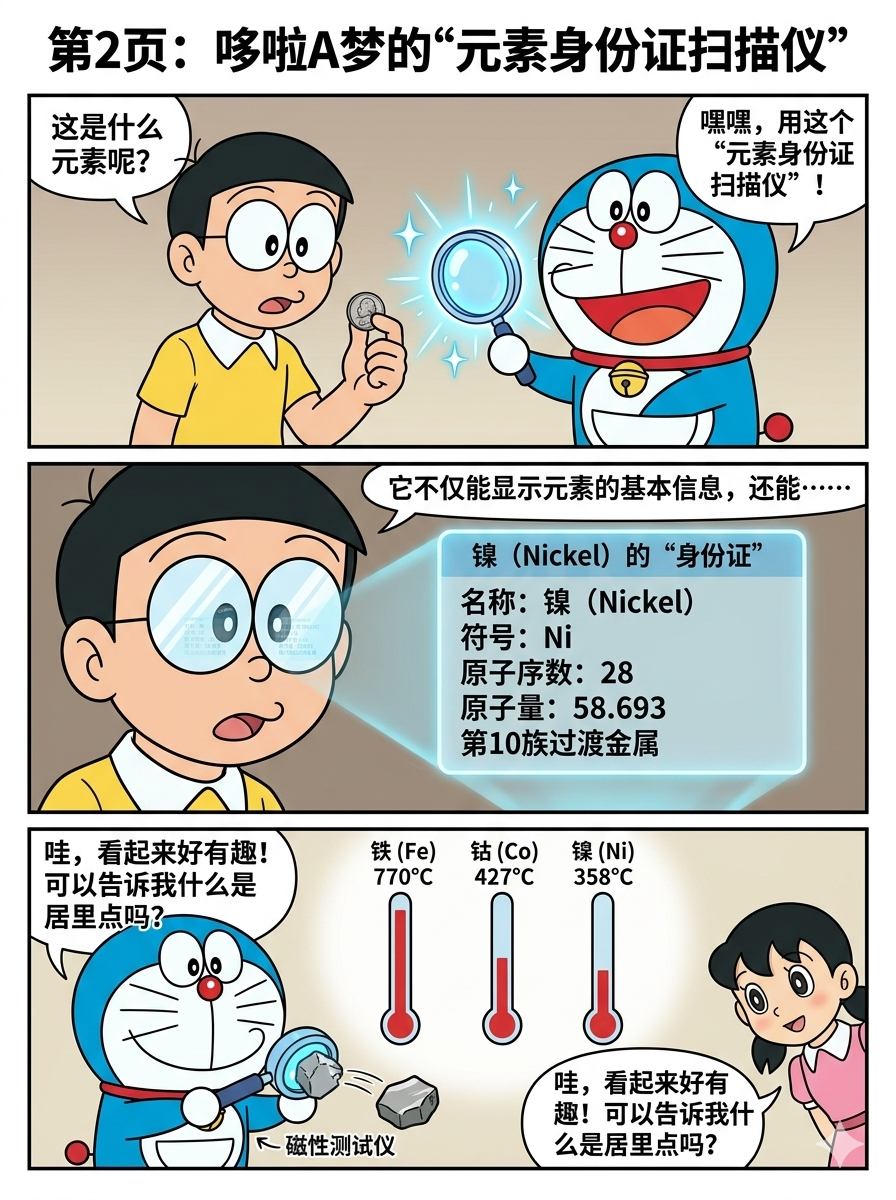 第2页：哆啦A梦的“元素身份证扫描仪”
这是什么
元素呢？
嘿嘿，用这个
“元素身份证
扫描仪”！
它不仅能显示元素的基本信息，还能……
镍（Nickel）的“身份证”
名称：镍（Nickel）
符号：Ni
原子序数：28
原子量：58.693
第10族过渡金属
哇，看起来好有趣！
可以告诉我什么是
居里点吗？
铁 (Fe)
770°C
钴 (Co)
427°C
镍 (Ni)
358°C
磁性测试仪
哇，看起来好有
趣！可以告诉我什
么是居里点吗？